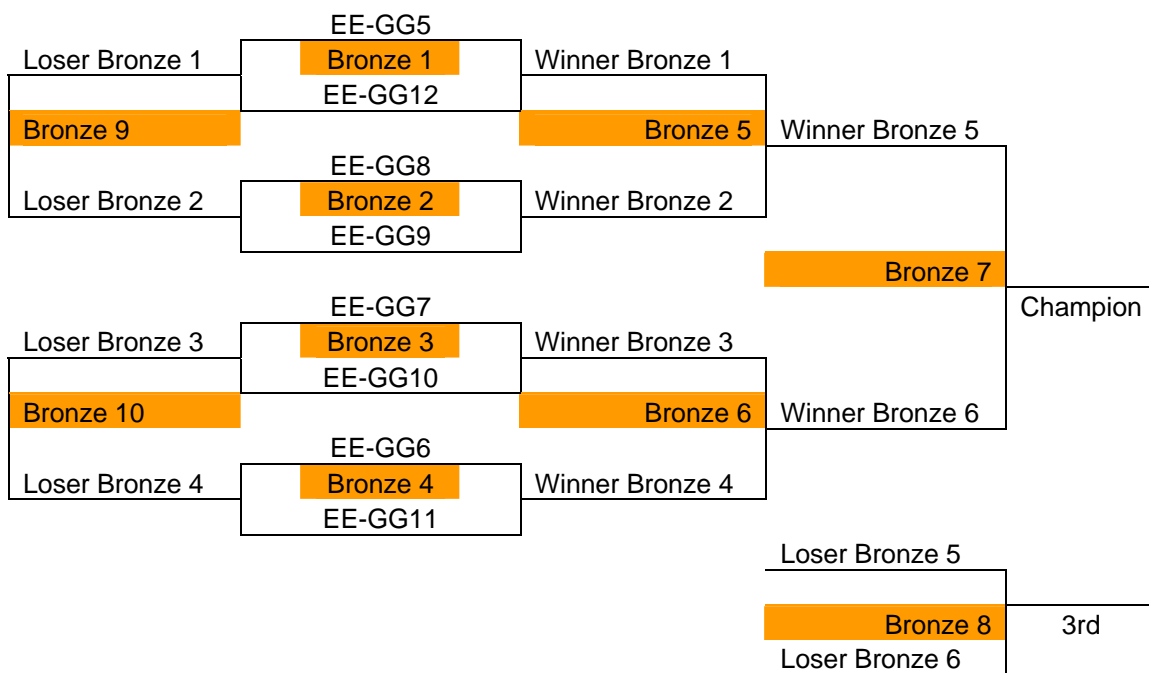 EE-GG5
Loser Bronze 1 Bronze 1 Winner Bronze 1
EE-GG12
Bronze 9 Bronze 5 Winner Bronze 5
EE-GG8
Loser Bronze 2 Bronze 2 Winner Bronze 2
EE-GG9
Bronze 7
EE-GG7 Champion
Loser Bronze 3 Bronze 3 Winner Bronze 3
EE-GG10
Bronze 10 Bronze 6 Winner Bronze 6
EE-GG6
Loser Bronze 4 Bronze 4 Winner Bronze 4
EE-GG11
Loser Bronze 5
Bronze 8 3rd
Loser Bronze 6